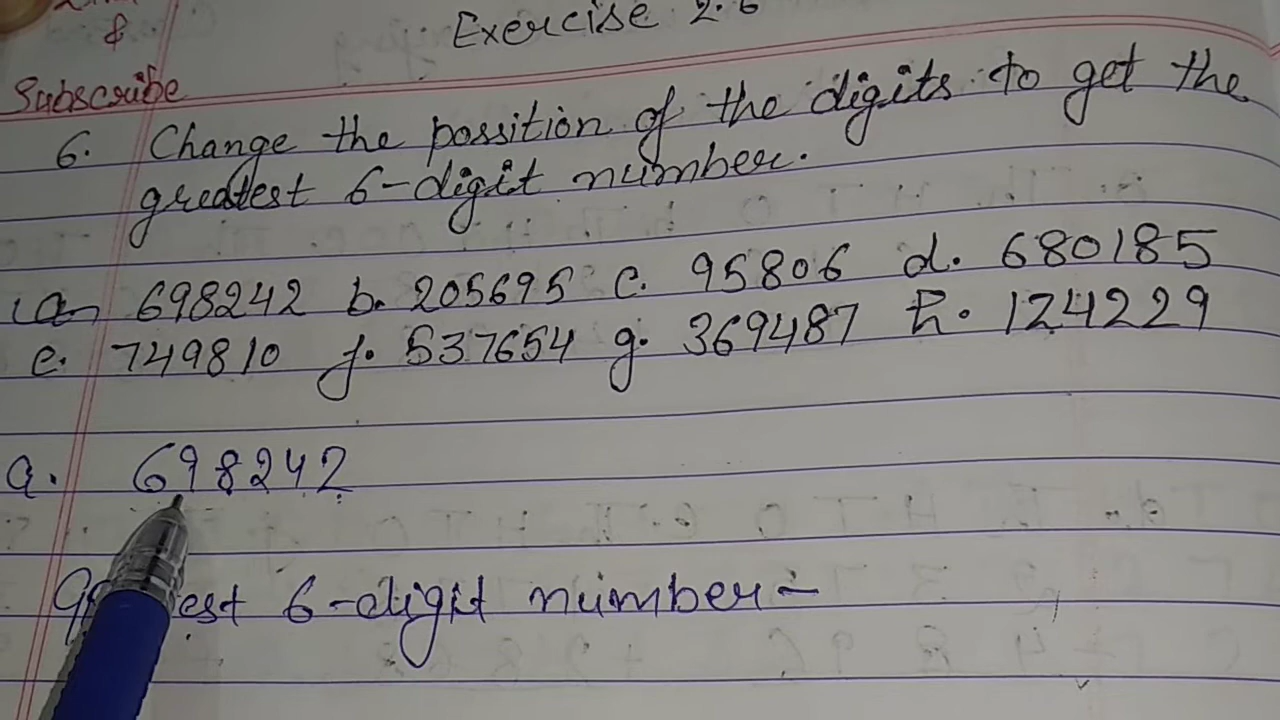 Exercise 2.6
&
Subscribe
6. Change the possition of the digits to get the
greatest 6-digit number.
a 698242 b. 205695 c. 95806 d. 680185
e. 749810 f. 537654 g. 369487 h. 124229
a. 698242
est 6-digit number -